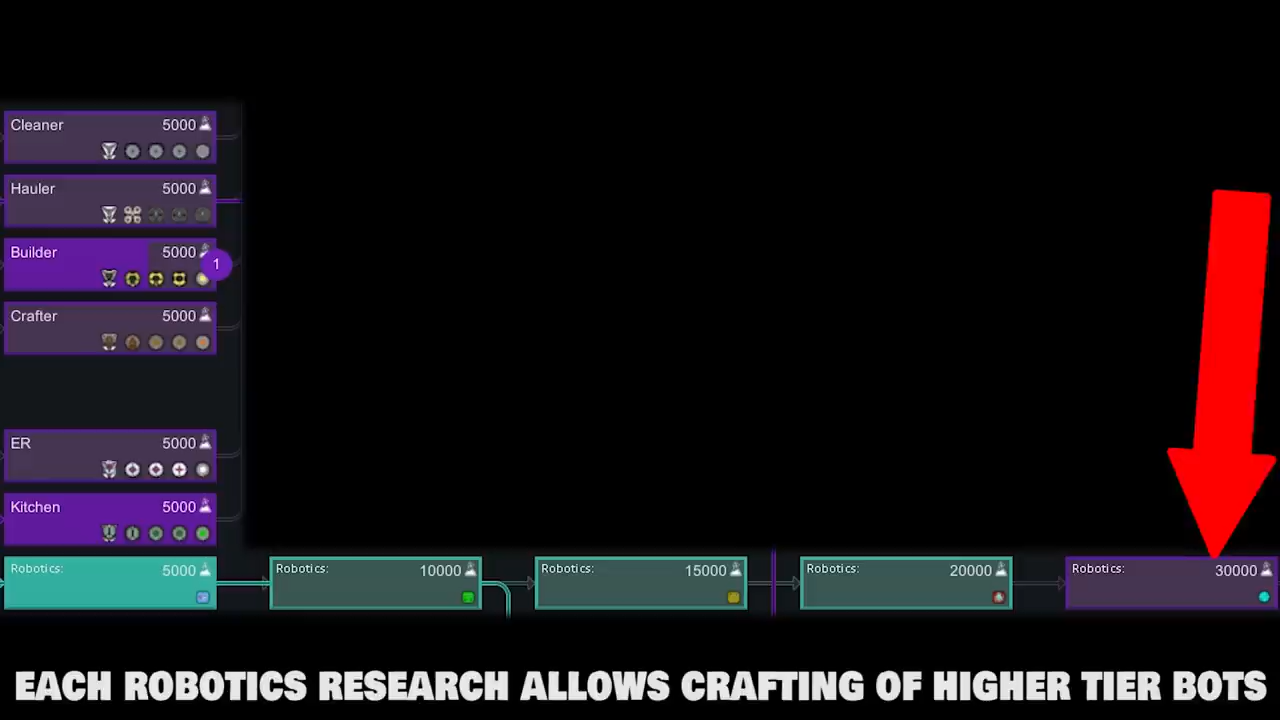 Cleaner 5000
Hauler 5000
Builder 5000
1
Crafter 5000
ER 5000
Kitchen 5000
Robotics: 5000 Robotics: 10000 Robotics: 15000 Robotics: 20000 Robotics: 30000
EACH ROBOTICS RESEARCH ALLOWS CRAFTING OF HIGHER TIER BOTS